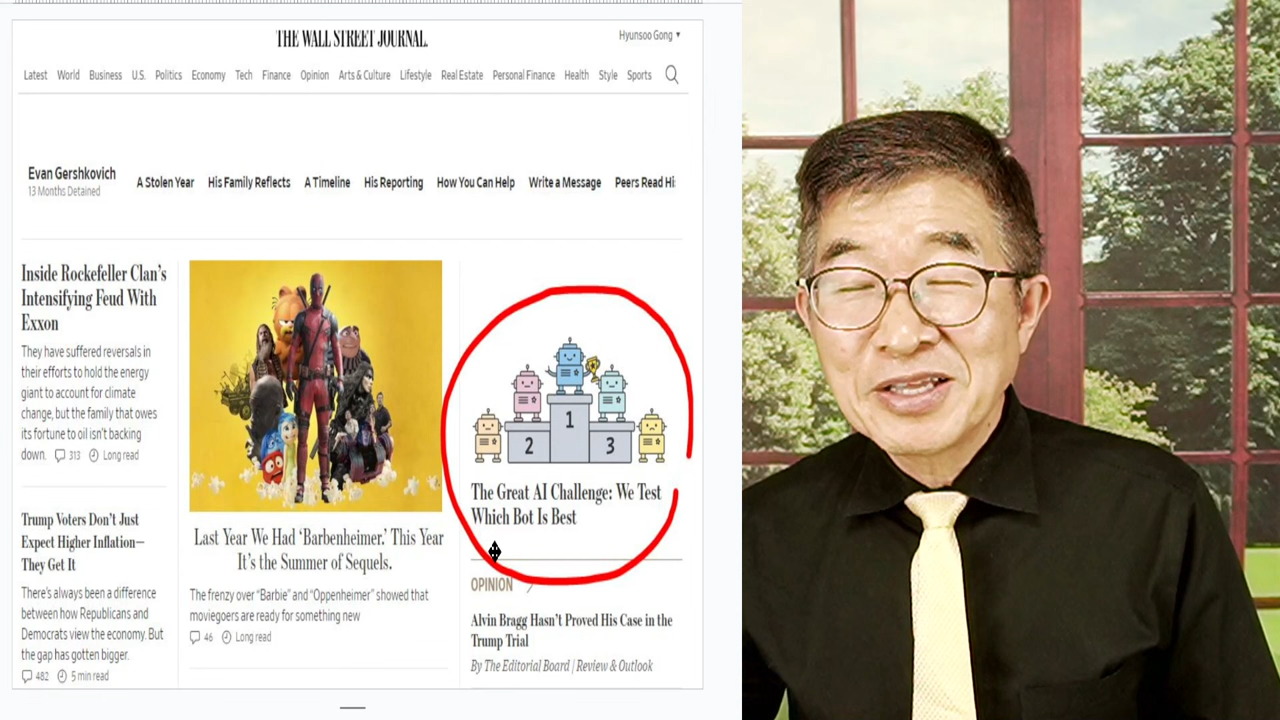 THE WALL STREET JOURNAL.
Hyunsoo Gong
Latest World Business U.S. Politics Economy Tech Finance Opinion Arts & Culture Lifestyle Real Estate Personal Finance Health Style Sports
Evan Gershkovich
13 Months Detained
A Stolen Year His Family Reflects A Timeline His Reporting How You Can Help Write a Message Peers Read Hi
Inside Rockefeller Clan's
Intensifying Feud With
Exxon
They have suffered reversals in
their efforts to hold the energy
giant to account for climate
change, but the family that owes
its fortune to oil isn't backing
down. 313 Long read
Trump Voters Don't Just
Expect Higher Inflation—
They Get It
There's always been a difference
between how Republicans and
Democrats view the economy. But
the gap has gotten bigger.
482 5 min read
Last Year We Had ‘Barbenheimer.’ This Year
It's the Summer of Sequels.
The frenzy over “Barbie” and “Oppenheimer” showed that
moviegoers are ready for something new
46 Long read
1
2
3
The Great AI Challenge: We Test
Which Bot Is Best
OPINION
Alvin Bragg Hasn't Proved His Case in the
Trump Trial
By The Editorial Board | Review & Outlook